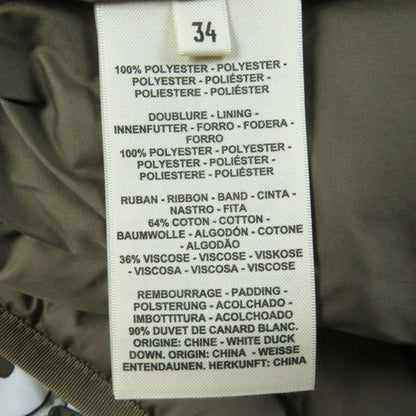 34
100% POLYESTER - POLYESTER -
POLYESTER - POLIÉSTER -
POLIESTERE - POLIÉSTER
DOUBLURE - LINING -
INNENFUTTER - FORRO - FODERA -
FORRO
100% POLYESTER - POLYESTER -
POLYESTER - POLIÉSTER -
POLIESTERE - POLIÉSTER
RUBAN - RIBBON - BAND - CINTA -
NASTRO - FITA
64% COTON - COTTON -
BAUMWOLLE - ALGODÓN - COTONE
- ALGODÃO
36% VISCOSE - VISCOSE - VISKOSE
- VISCOSA - VISCOSA - VISCOSE
REMBOURRAGE - PADDING -
POLSTERUNG - ACOLCHADO -
IMBOTTITURA - ACOLCHADO
90% DUVET DE CANARD BLANC.
ORIGINE: CHINE - WHITE DUCK
DOWN. ORIGIN: CHINA - WEISSE
ENTENDAUNEN. HERKUNFT: CHINA